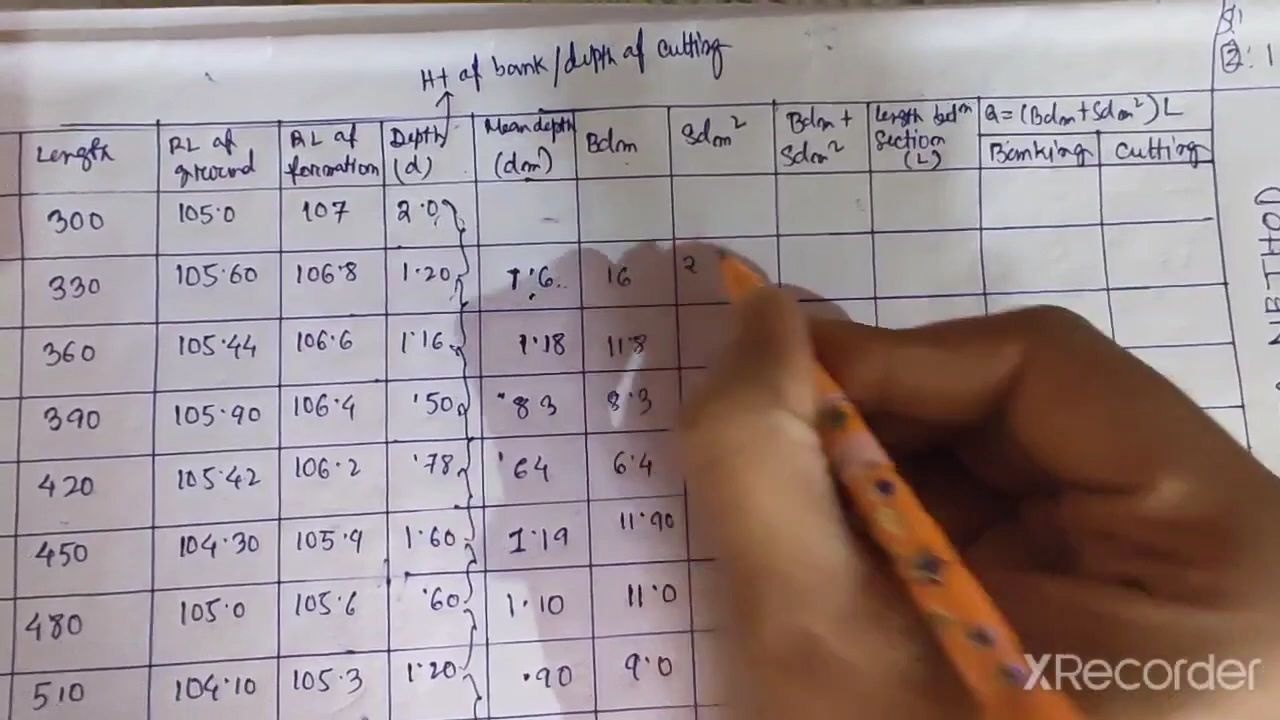 Ht of bank/depth of cutting
2:1
Length RL of ground RL of formation Depth (d) Mean depth (dm) Bdm Sdm² Bdm + Sdm² Length betn Section (L) Q = (Bdm + Sdm²) L
Banking Cutting
300 105.0 107 2.0
330 105.60 106.8 1.20 1.6 16 2
360 105.44 106.6 1.16 1.18 11.8
390 105.90 106.4 .50 .83 8.3
420 105.42 106.2 .78 .64 6.4
450 104.30 105.9 1.60 1.19 11.90
480 105.0 105.6 .60 1.10 11.0
510 104.10 105.3 1.20 .90 9.0
XRecorder